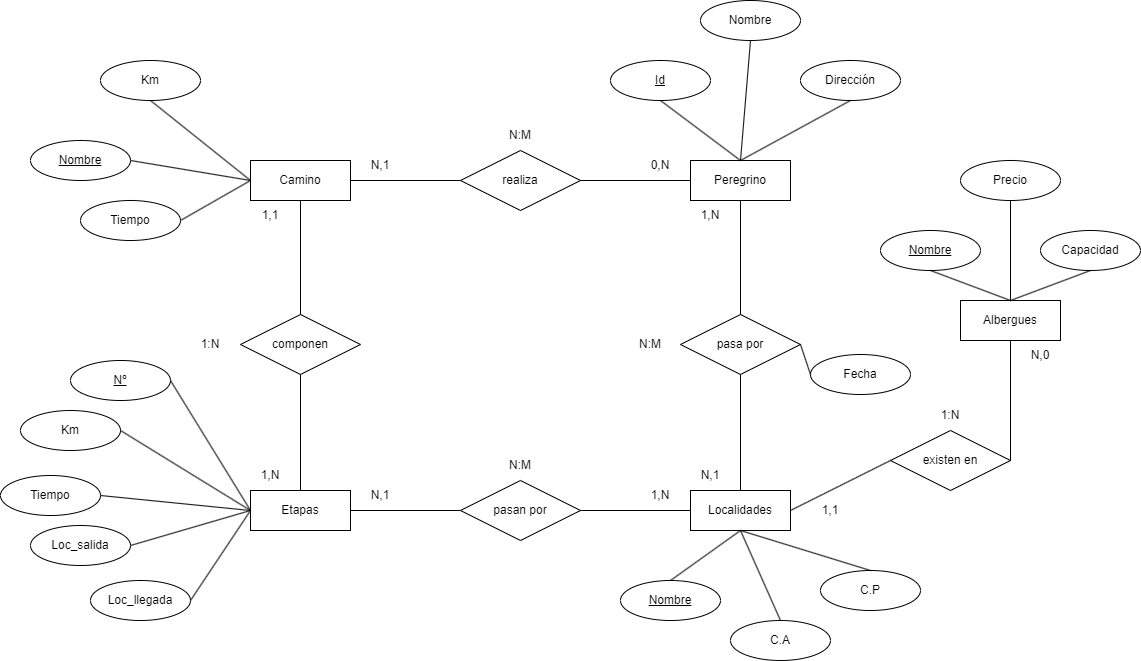 Nombre
Km
Id
Dirección
N:M
Nombre
N,1
0,N
Precio
Camino
realiza
Peregrino
Tiempo
1,1
1,N
Nombre
Capacidad
Albergues
1:N
componen
N:M
pasa por
N,0
Nº
Fecha
Km
1:N
existen en
N:M
1,N
N,1
Tiempo
N,1
1,N
Etapas
pasan por
Localidades
1,1
Loc_salida
Loc_llegada
Nombre
C.P
C.A